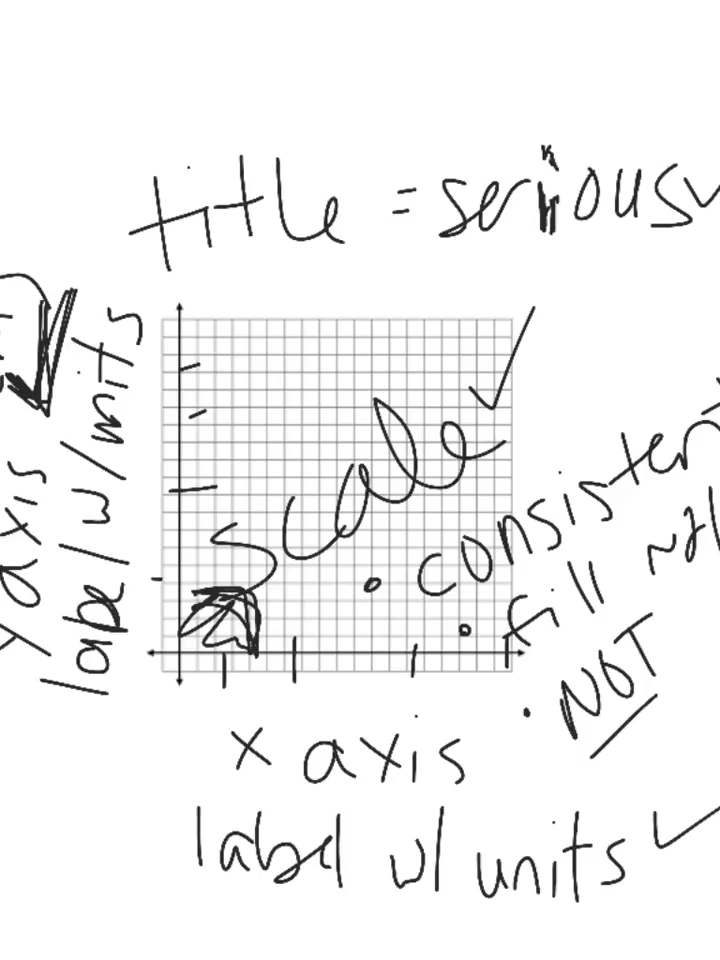 title = serious
y axis
label w/ units
scale
• consisten
• fill
• NOT
x axis
label w/ units